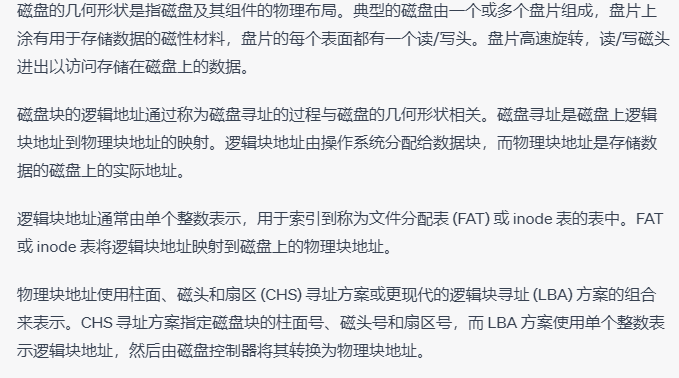 磁盘的几何形状是指磁盘及其组件的物理布局。典型的磁盘由一个或多个盘片组成，盘片上
涂有用于存储数据的磁性材料，盘片的每个表面都有一个读/写头。盘片高速旋转，读/写磁头
进出以访问存储在磁盘上的数据。
磁盘块的逻辑地址通过称为磁盘寻址的过程与磁盘的几何形状相关。磁盘寻址是磁盘上逻辑
块地址到物理块地址的映射。逻辑块地址由操作系统分配给数据块，而物理块地址是存储数
据的磁盘上的实际地址。
逻辑块地址通常由单个整数表示，用于索引到称为文件分配表 (FAT) 或 inode 表的表中。FAT
或 inode 表将逻辑块地址映射到磁盘上的物理块地址。
物理块地址使用柱面、磁头和扇区 (CHS) 寻址方案或更现代的逻辑块寻址 (LBA) 方案的组合
来表示。CHS 寻址方案指定磁盘块的柱面号、磁头号和扇区号，而 LBA 方案使用单个整数表
示逻辑块地址，然后由磁盘控制器将其转换为物理块地址。